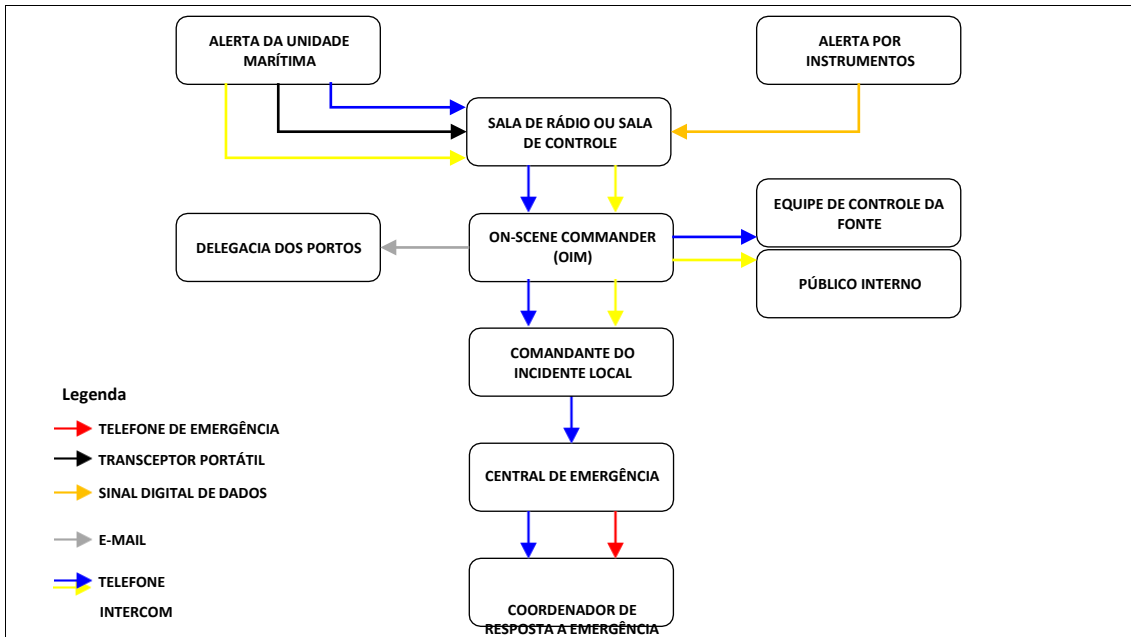 ALERTA DA UNIDADE
MARÍTIMA
ALERTA POR
INSTRUMENTOS
SALA DE RÁDIO OU SALA
DE CONTROLE
EQUIPE DE CONTROLE DA
FONTE
DELEGACIA DOS PORTOS
ON-SCENE COMMANDER
(OIM)
PÚBLICO INTERNO
COMANDANTE DO
INCIDENTE LOCAL
Legenda
TELEFONE DE EMERGÊNCIA
TRANSCEPTOR PORTÁTIL
SINAL DIGITAL DE DADOS
E-MAIL
TELEFONE
INTERCOM
CENTRAL DE EMERGÊNCIA
COORDENADOR DE
RESPOSTA A EMERGÊNCIA